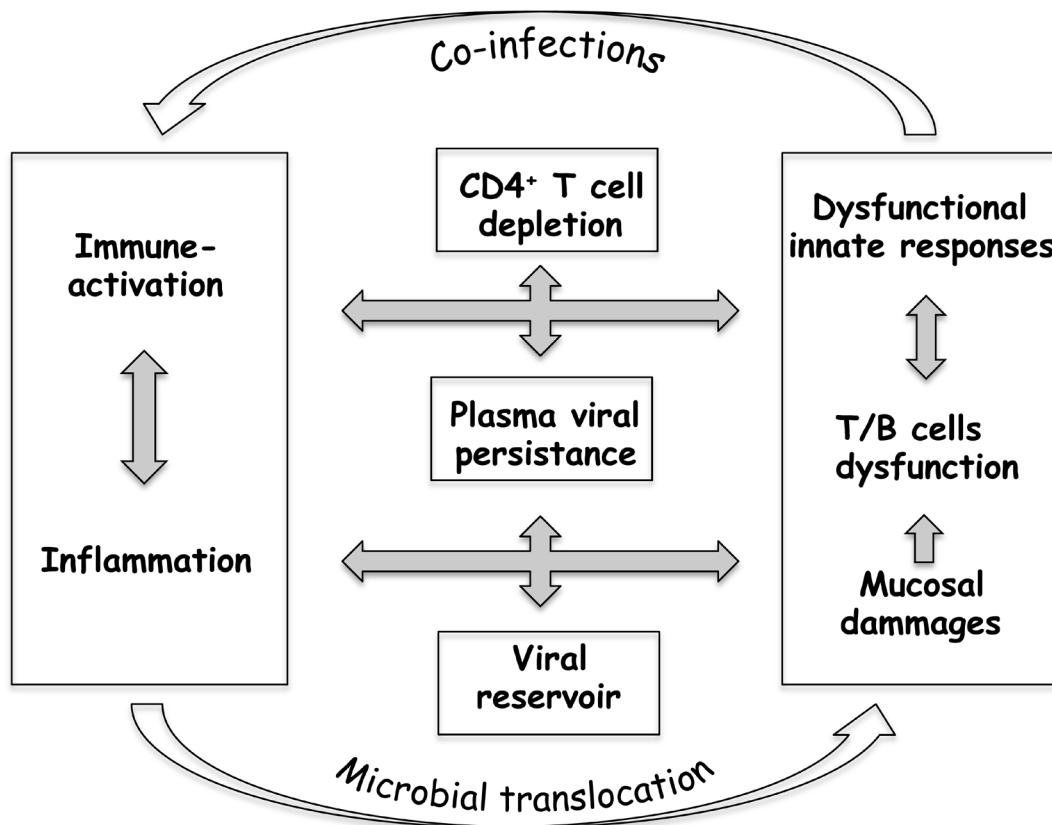 Co-infections
Immune-
activation
Inflammation
CD4⁺ T cell
depletion
Plasma viral
persistance
Viral
reservoir
Dysfunctional
innate responses
T/B cells
dysfunction
Mucosal
dammages
Microbial translocation